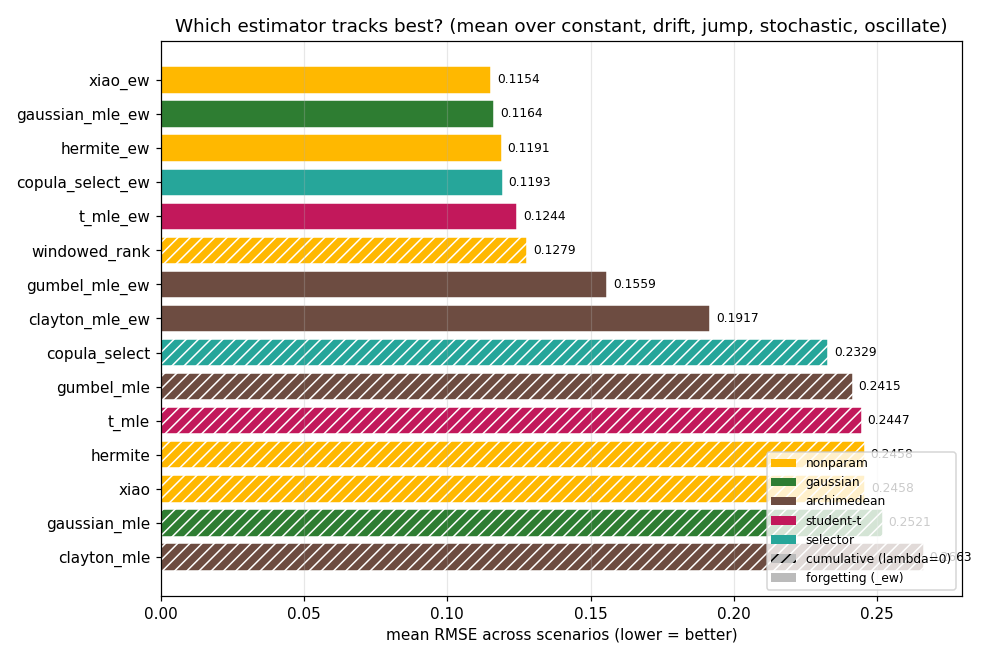 Which estimator tracks best? (mean over constant, drift, jump, stochastic, oscillate)
xiao_ew 0.1154
gaussian_mle_ew 0.1164
hermite_ew 0.1191
copula_select_ew 0.1193
t_mle_ew 0.1244
windowed_rank 0.1279
gumbel_mle_ew 0.1559
clayton_mle_ew 0.1917
copula_select 0.2329
gumbel_mle 0.2415
t_mle 0.2447
hermite 0.2458
xiao 0.2458
gaussian_mle 0.2521
clayton_mle
nonparam
gaussian
archimedean
student-t
selector
cumulative (lambda=0)
forgetting (_ew)
0.00 0.05 0.10 0.15 0.20 0.25
mean RMSE across scenarios (lower = better)